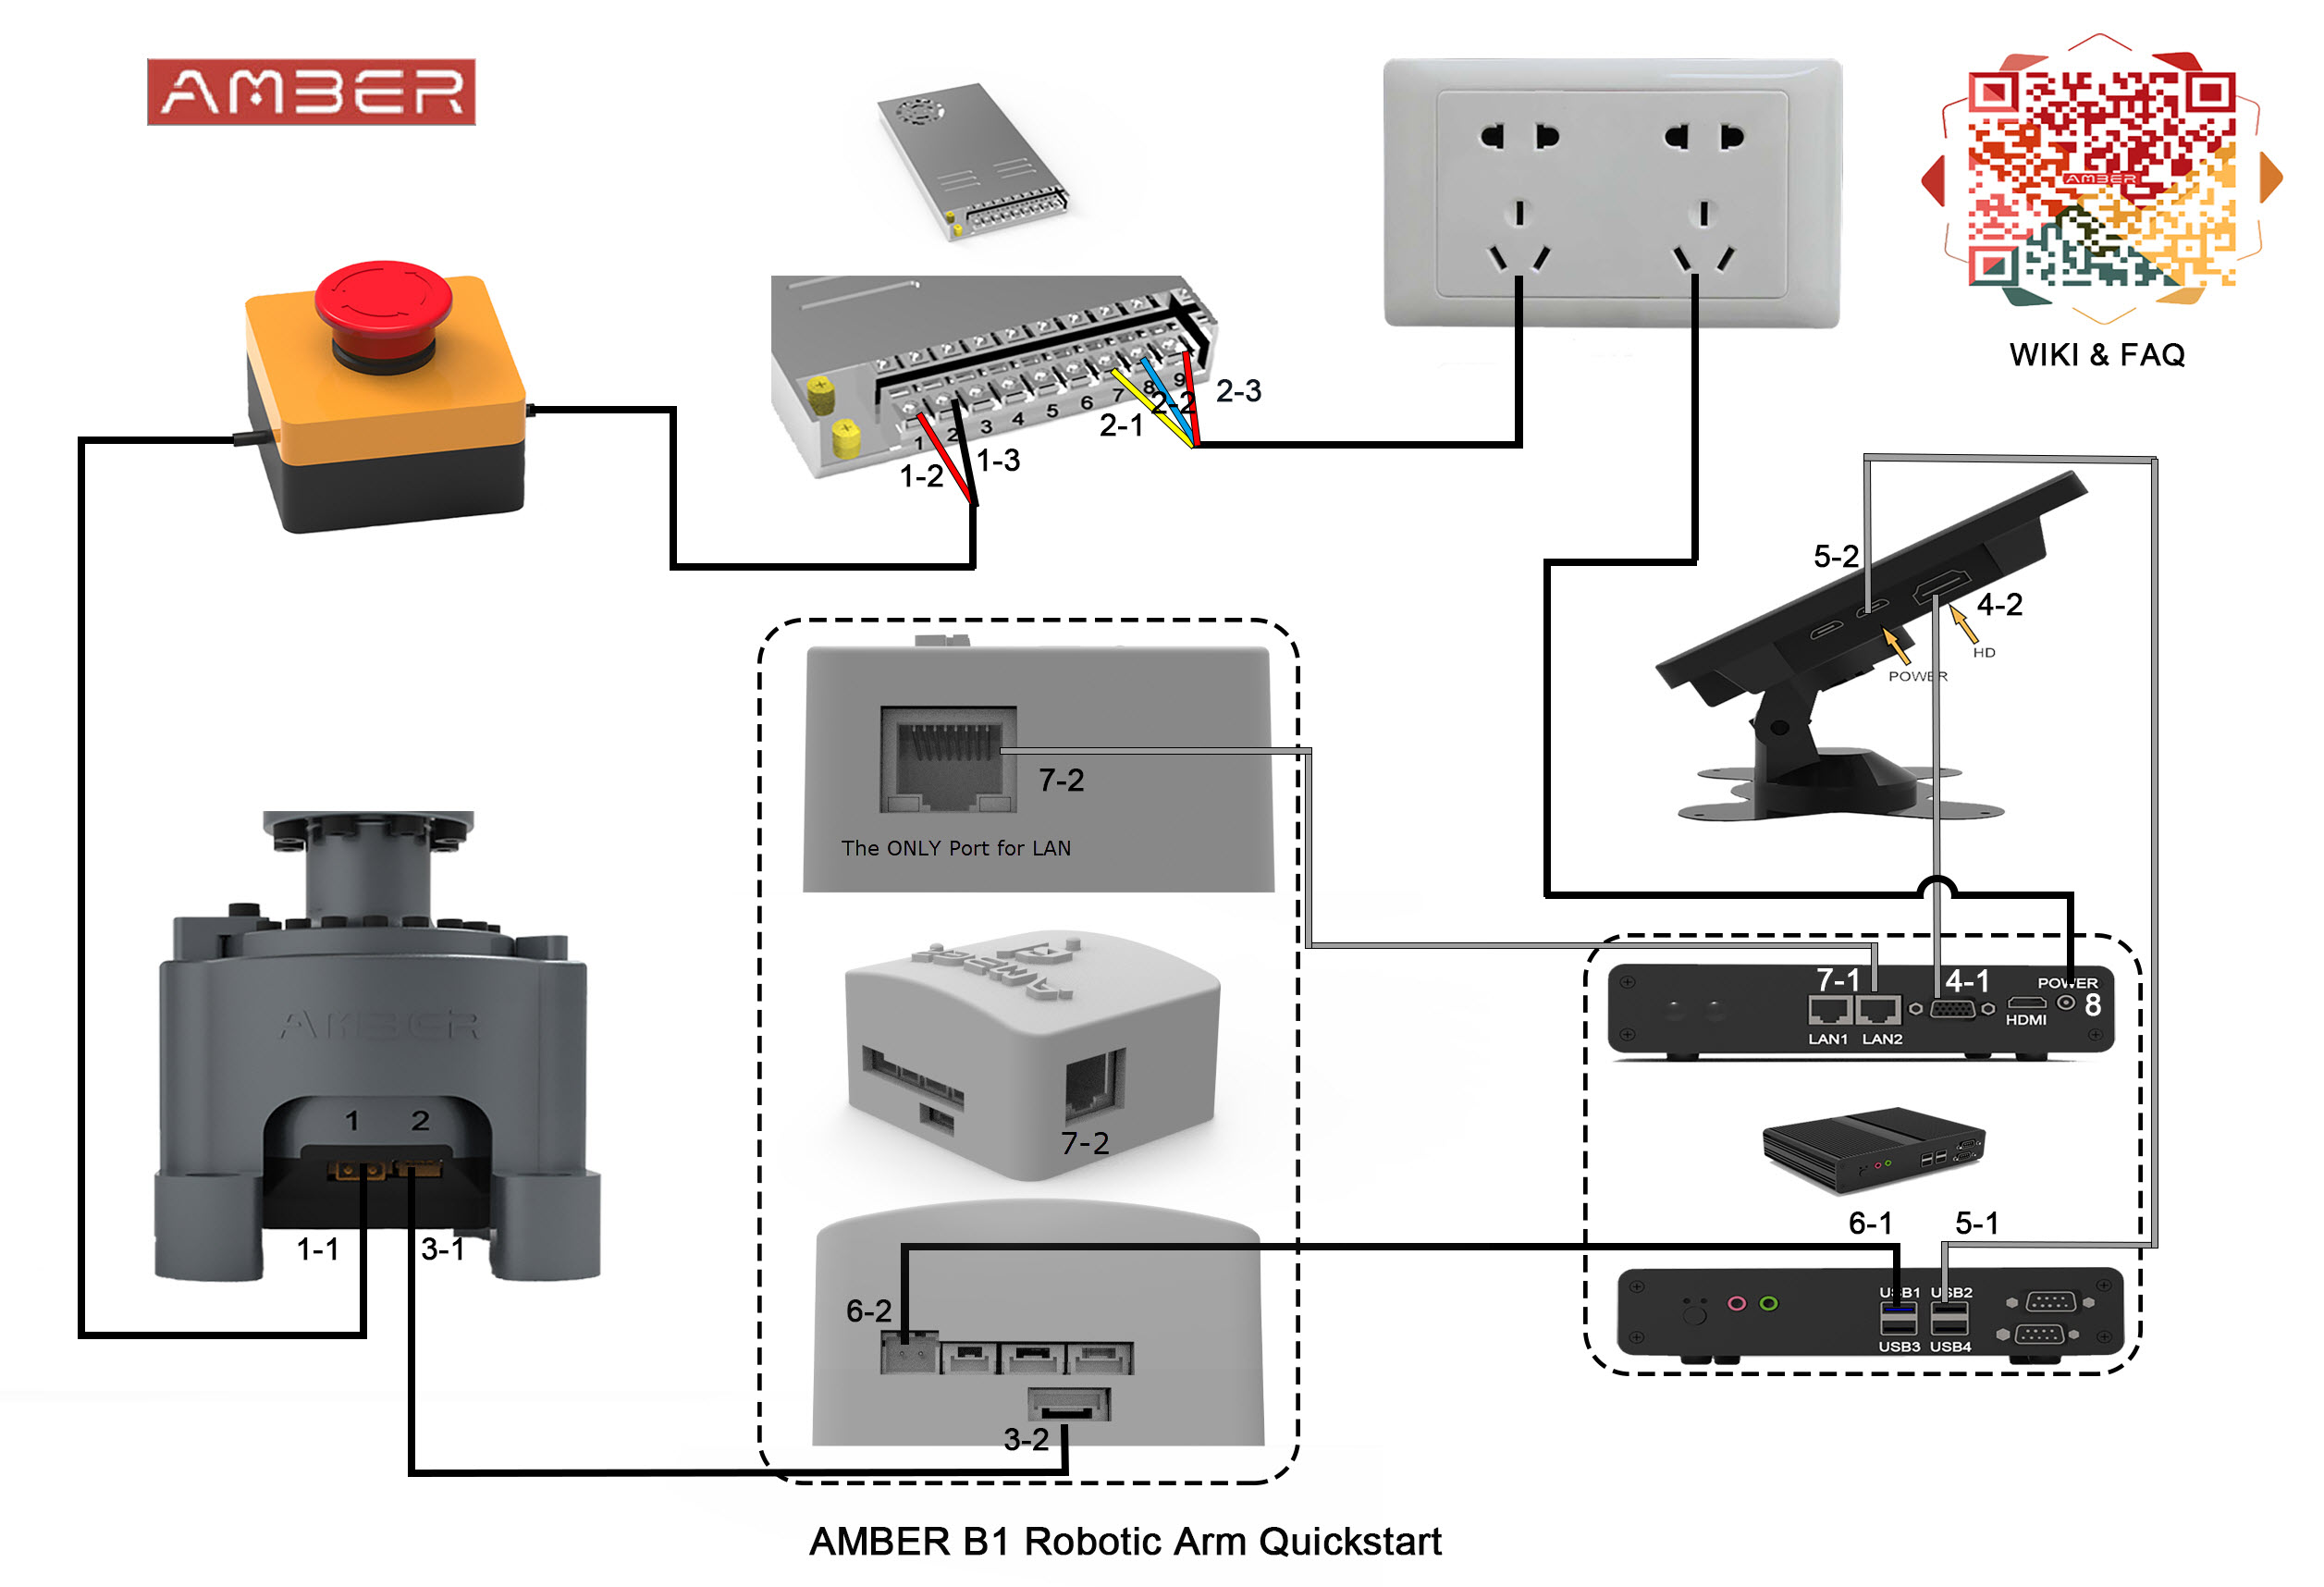 AMBER
AMBER
WIKI & FAQ
1
2
3
4
5
6
7
8
9
1-2
1-3
2-1
2-2
2-3
5-2
4-2
HD
POWER
7-2
The ONLY Port for LAN
AMBER
7-2
AMBER
1
2
1-1
3-1
7-1
4-1
POWER
8
HDMI
LAN1
LAN2
6-1
5-1
USB1
USB2
USB3
USB4
6-2
3-2
AMBER B1 Robotic Arm Quickstart